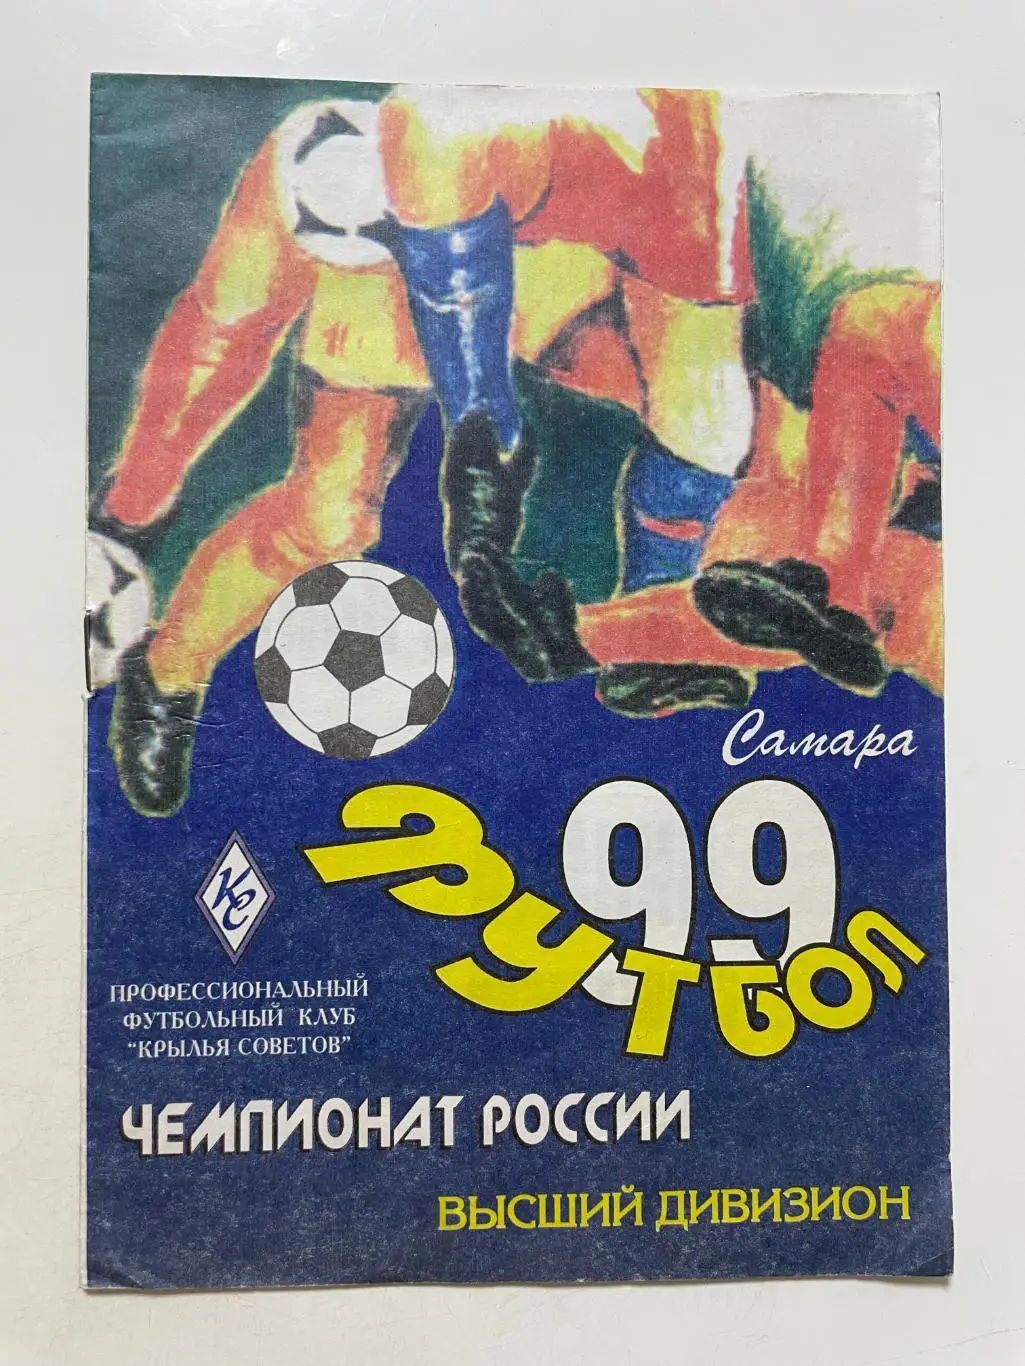 Самара
99
Футбол
КС
ПРОФЕССИОНАЛЬНЫЙ
ФУТБОЛЬНЫЙ КЛУБ
"КРЫЛЬЯ СОВЕТОВ"
ЧЕМПИОНАТ РОССИИ
ВЫСШИЙ ДИВИЗИОН